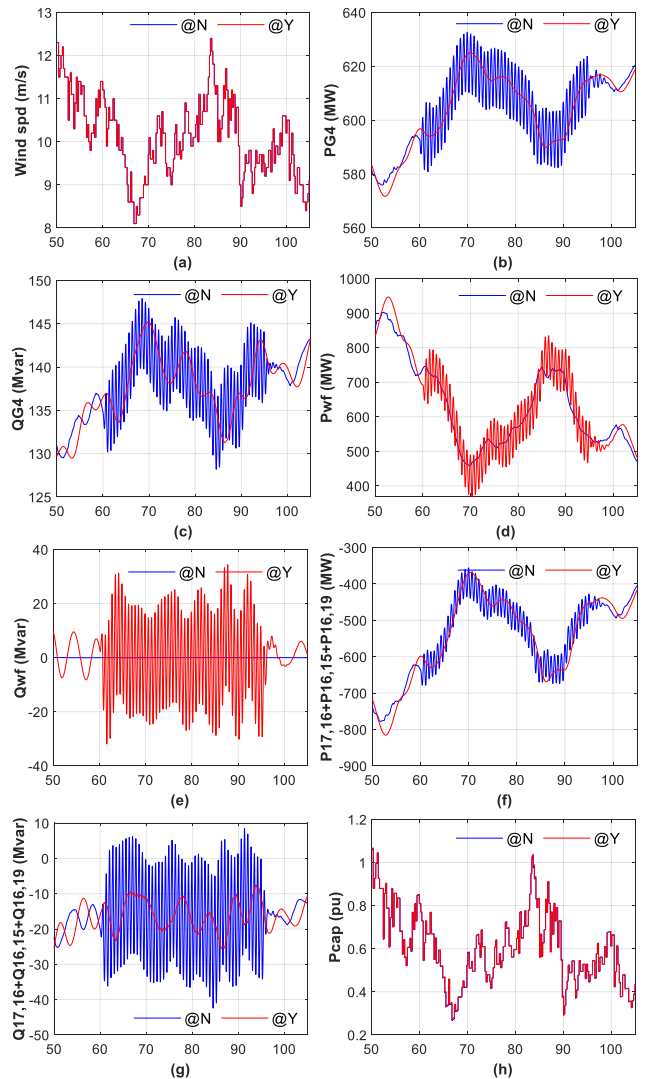 13
12
11
10
9
8
Wind spd (m/s)
@N @Y
50 60 70 80 90 100
(a)
640
620
600
580
560
PG4 (MW)
@N @Y
50 60 70 80 90 100
(b)
150
145
140
135
130
125
QG4 (Mvar)
@N @Y
50 60 70 80 90 100
(c)
1000
900
800
700
600
500
400
Pwf (MW)
@N @Y
50 60 70 80 90 100
(d)
40
20
0
-20
-40
Qwf (Mvar)
@N @Y
50 60 70 80 90 100
(e)
-300
-400
-500
-600
-700
-800
-900
P17,16+P16,15+P16,19 (MW)
@N @Y
50 60 70 80 90 100
(f)
10
0
-10
-20
-30
-40
-50
Q17,16+Q16,15+Q16,19 (Mvar)
@N @Y
50 60 70 80 90 100
(g)
1.2
1
0.8
0.6
0.4
0.2
Pcap (pu)
@N @Y
50 60 70 80 90 100
(h)